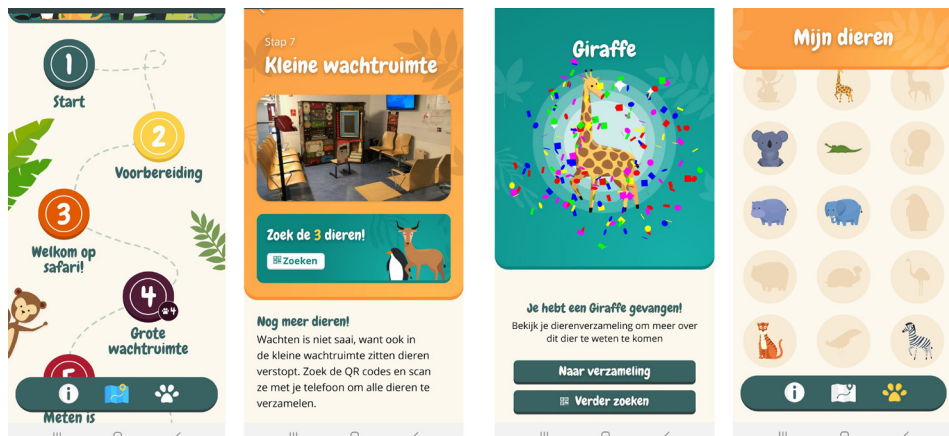 1
Start
2
Voorbereiding
3
Welkom op
safari!
4
4
Grote
wachtruimte
5
Meten is
Stap 7
Kleine wachtruimte
Zoek de 3 dieren!
Zoeken
Nog meer dieren!
Wachten is niet saai, want ook in
de kleine wachtruimte zitten dieren
verstopt. Zoek de QR codes en scan
ze met je telefoon om alle dieren te
verzamelen.
Giraffe
Je hebt een Giraffe gevangen!
Bekijk je dierenverzameling om meer over
dit dier te weten te komen
Naar verzameling
Verder zoeken
Mijn dieren